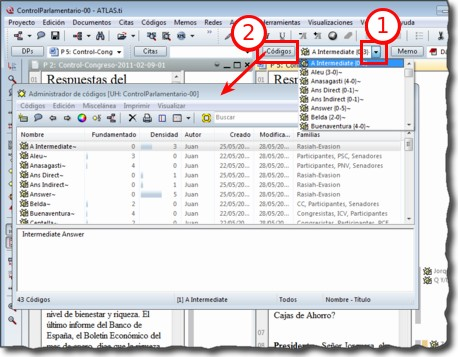 ControlParlamentario-00 - ATLAS.ti
Proyecto Edición Documentos Citas Códigos Memos Redes Análisis Herramientas Visualizaciones Ventana
2
1
DPs P 5: Control-Cong Citas Códigos A Intermediate {0-3} Memo
P 2: Control-Congreso-2011-02-09-01
Respuestas del
A Intermediate {0-3}~
Aleu {3-0}~
Anasagasti {4-0}~
Ans Direct {0-1}~
Ans Indirect {0-1}~
Answer {0-5}~
Belda {2-0}~
Buenaventura {4-0}~
Administrador de códigos [UH: ControlParlamentario-00]
Códigos Edición Miscelánea Imprimir Visualizar
Buscar
Nombre Fundamentado Densidad Autor Creado Modifica... Familias
A Intermediate~ 0 3 Juan 25/05/20... 28/05/20... Rasiah-Evasion
Aleu~ 3 0 Juan 22/05/20... 28/05/20... Participantes, PSC, Senadores
Anasagasti~ 4 0 Juan 22/05/20... 28/05/20... Participantes, PNV, Senadores
Ans Direct~ 0 1 Juan 25/05/20... 28/05/20... Rasiah-Evasion
Ans Indirect~ 0 1 Juan 25/05/20... 28/05/20... Rasiah-Evasion
Answer~ 0 5 Juan 25/05/20... 28/05/20... Rasiah-Evasion
Belda~ 2 0 Juan 22/05/20... 28/05/20... CC, Participantes, Senadores
Buenaventura~ 4 0 Juan 22/05/20... 28/05/20... Congresistas, ICV, Participantes
Intermediate Answer
43 Códigos [1] A Intermediate Todos Nombre - Título
nivel de bienestar y riqueza. El
último informe del Banco de
España, el Boletín Económico del
Cajas de Ahorro?